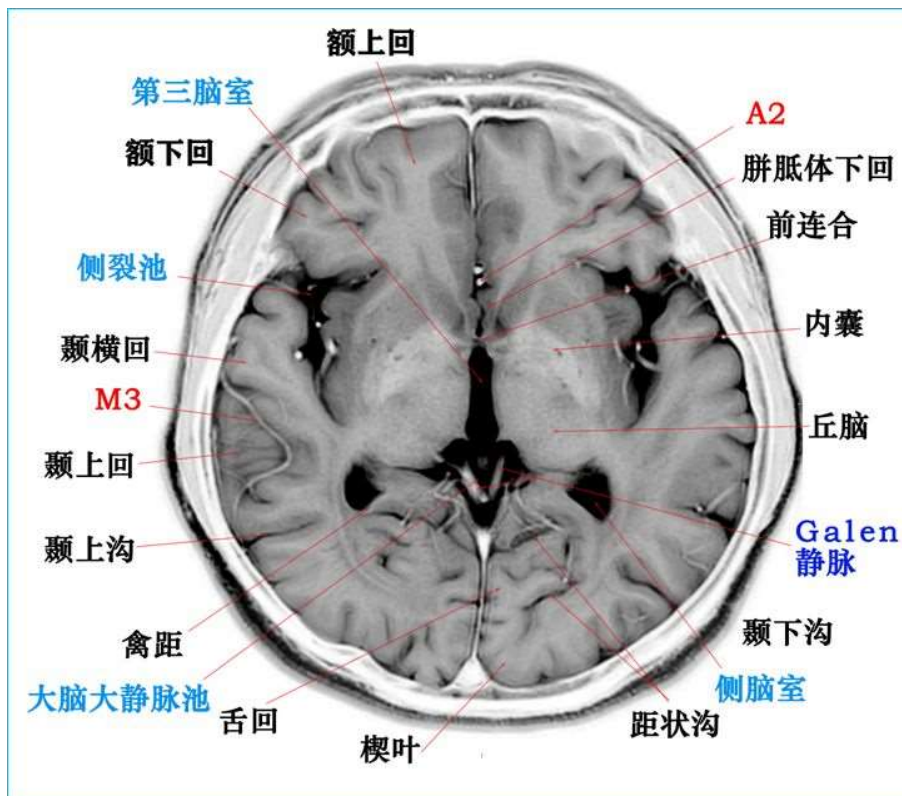 额上回
第三脑室
A2
额下回
胼胝体下回
前连合
侧裂池
内囊
颞横回
M3
丘脑
颞上回
Galen
静脉
颞上沟
禽距
颞下沟
大脑大静脉池
侧脑室
舌回
距状沟
楔叶